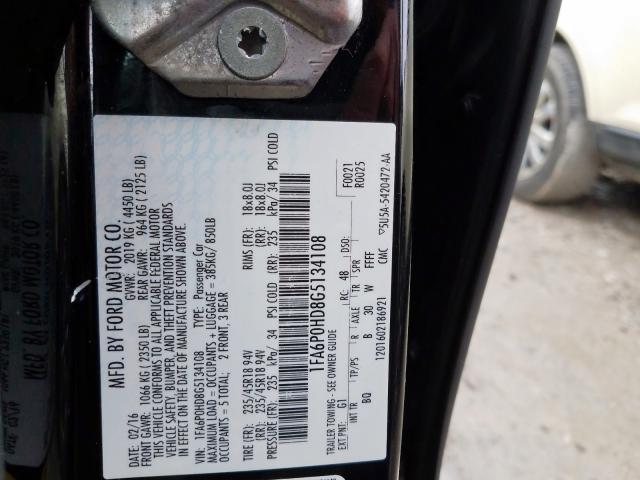 MFD. BY FORD MOTOR CO.
DATE: 02/16 GVWR: 2019 KG ( 4450 LB)
FRONT GAWR: 1066 KG ( 2350 LB) REAR GAWR: 964 KG ( 2125 LB)
THIS VEHICLE CONFORMS TO ALL APPLICABLE FEDERAL MOTOR
VEHICLE SAFETY, BUMPER, AND THEFT PREVENTION STANDARDS
IN EFFECT ON THE DATE OF MANUFACTURE SHOWN ABOVE.
VIN: 1FA6P0HD8G5134108 TYPE: Passenger Car
MAXIMUM LOAD = OCCUPANTS + LUGGAGE = 385KG/ 850LB
OCCUPANTS = 5 TOTAL; 2 FRONT, 3 REAR
TIRE (FR): 235/45R18 94V RIMS (FR): 18x8.0J
TIRE (RR): 235/45R18 94V RIMS (RR): 18x8.0J
PRESSURE (FR): 235 kPa/ 34 PSI COLD (RR): 235 kPa/ 34 PSI COLD
1FA6P0HD8G5134108
TRAILER TOWING - SEE OWNER GUIDE F0021
EXT PNT: G1 RC: 4B DSO: R0025
INT TR TP/PS R AXLE TR SPR
BQ B 30 W FFFF
1201602186921 CMC 5U5A-5420472-AA